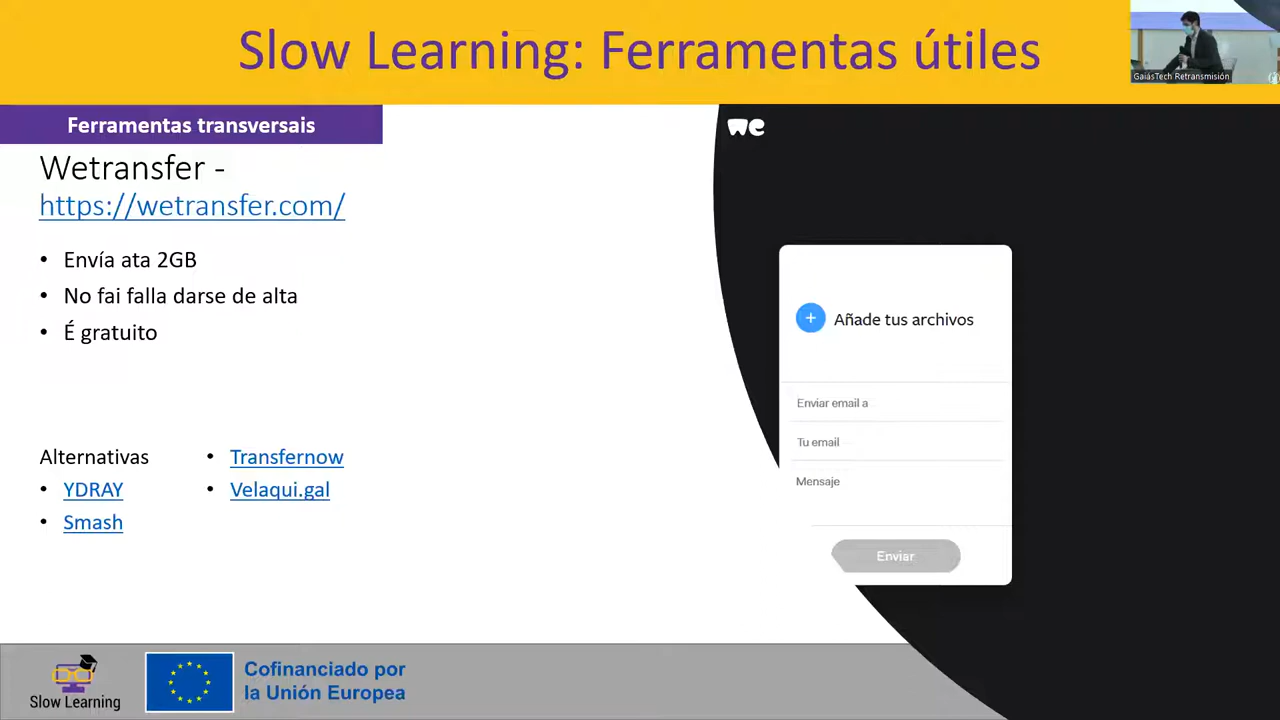 Slow Learning: Ferramentas útiles
GaiásTech Retransmisión
Ferramentas transversais
we
Wetransfer -
https://wetransfer.com/
• Envía ata 2GB
• No fai falla darse de alta
• É gratuito
Añade tus archivos
Enviar email a
Tu email
Mensaje
Enviar
Alternativas
• YDRAY
• Smash
• Transfernow
• Velaqui.gal
Slow Learning
Cofinanciado por
la Unión Europea